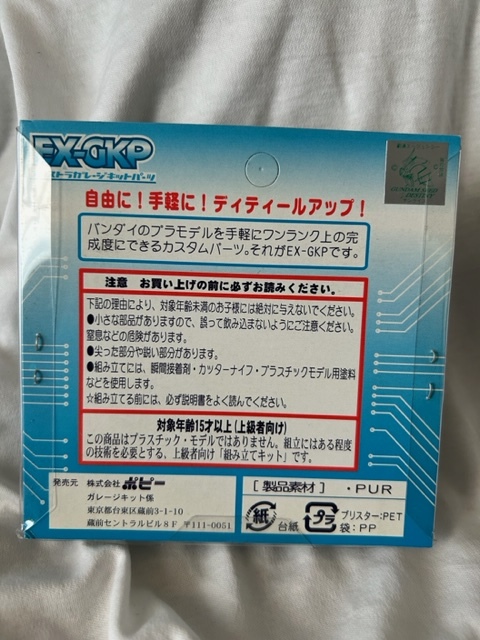 EX-GKP
ストラガレージキットパーツ
自由に！手軽に！ディティールアップ！
バンダイのプラモデルを手軽にワンランク上の完
成度にできるカスタムパーツ。それがEX-GKPです。
注意 お買い上げの前に必ずお読みください。
下記の理由により、対象年齢未満のお子様には絶対に与えないでください。
●小さな部品がありますので、誤って飲み込まないようにご注意ください。
窒息などの危険があります。
●尖った部分や鋭い部分があります。
●組み立てには、瞬間接着剤・カッターナイフ・プラスチックモデル用塗料
などを使用します。
☆組み立てる前には、必ず説明書をよく読んでください。
対象年齢15才以上(上級者向け)
この商品はプラスチック・モデルではありません。組立にはある程度
の技術を必要とする、上級者向け「組み立てキット」です。
発売元 株式会社 ポピー
ガレージキット係
東京都台東区蔵前3-1-10
蔵前セントラルビル8F 〒111-0051
[製品素材] ・PUR
紙 台紙
プラ ブリスター:PET
袋:PP